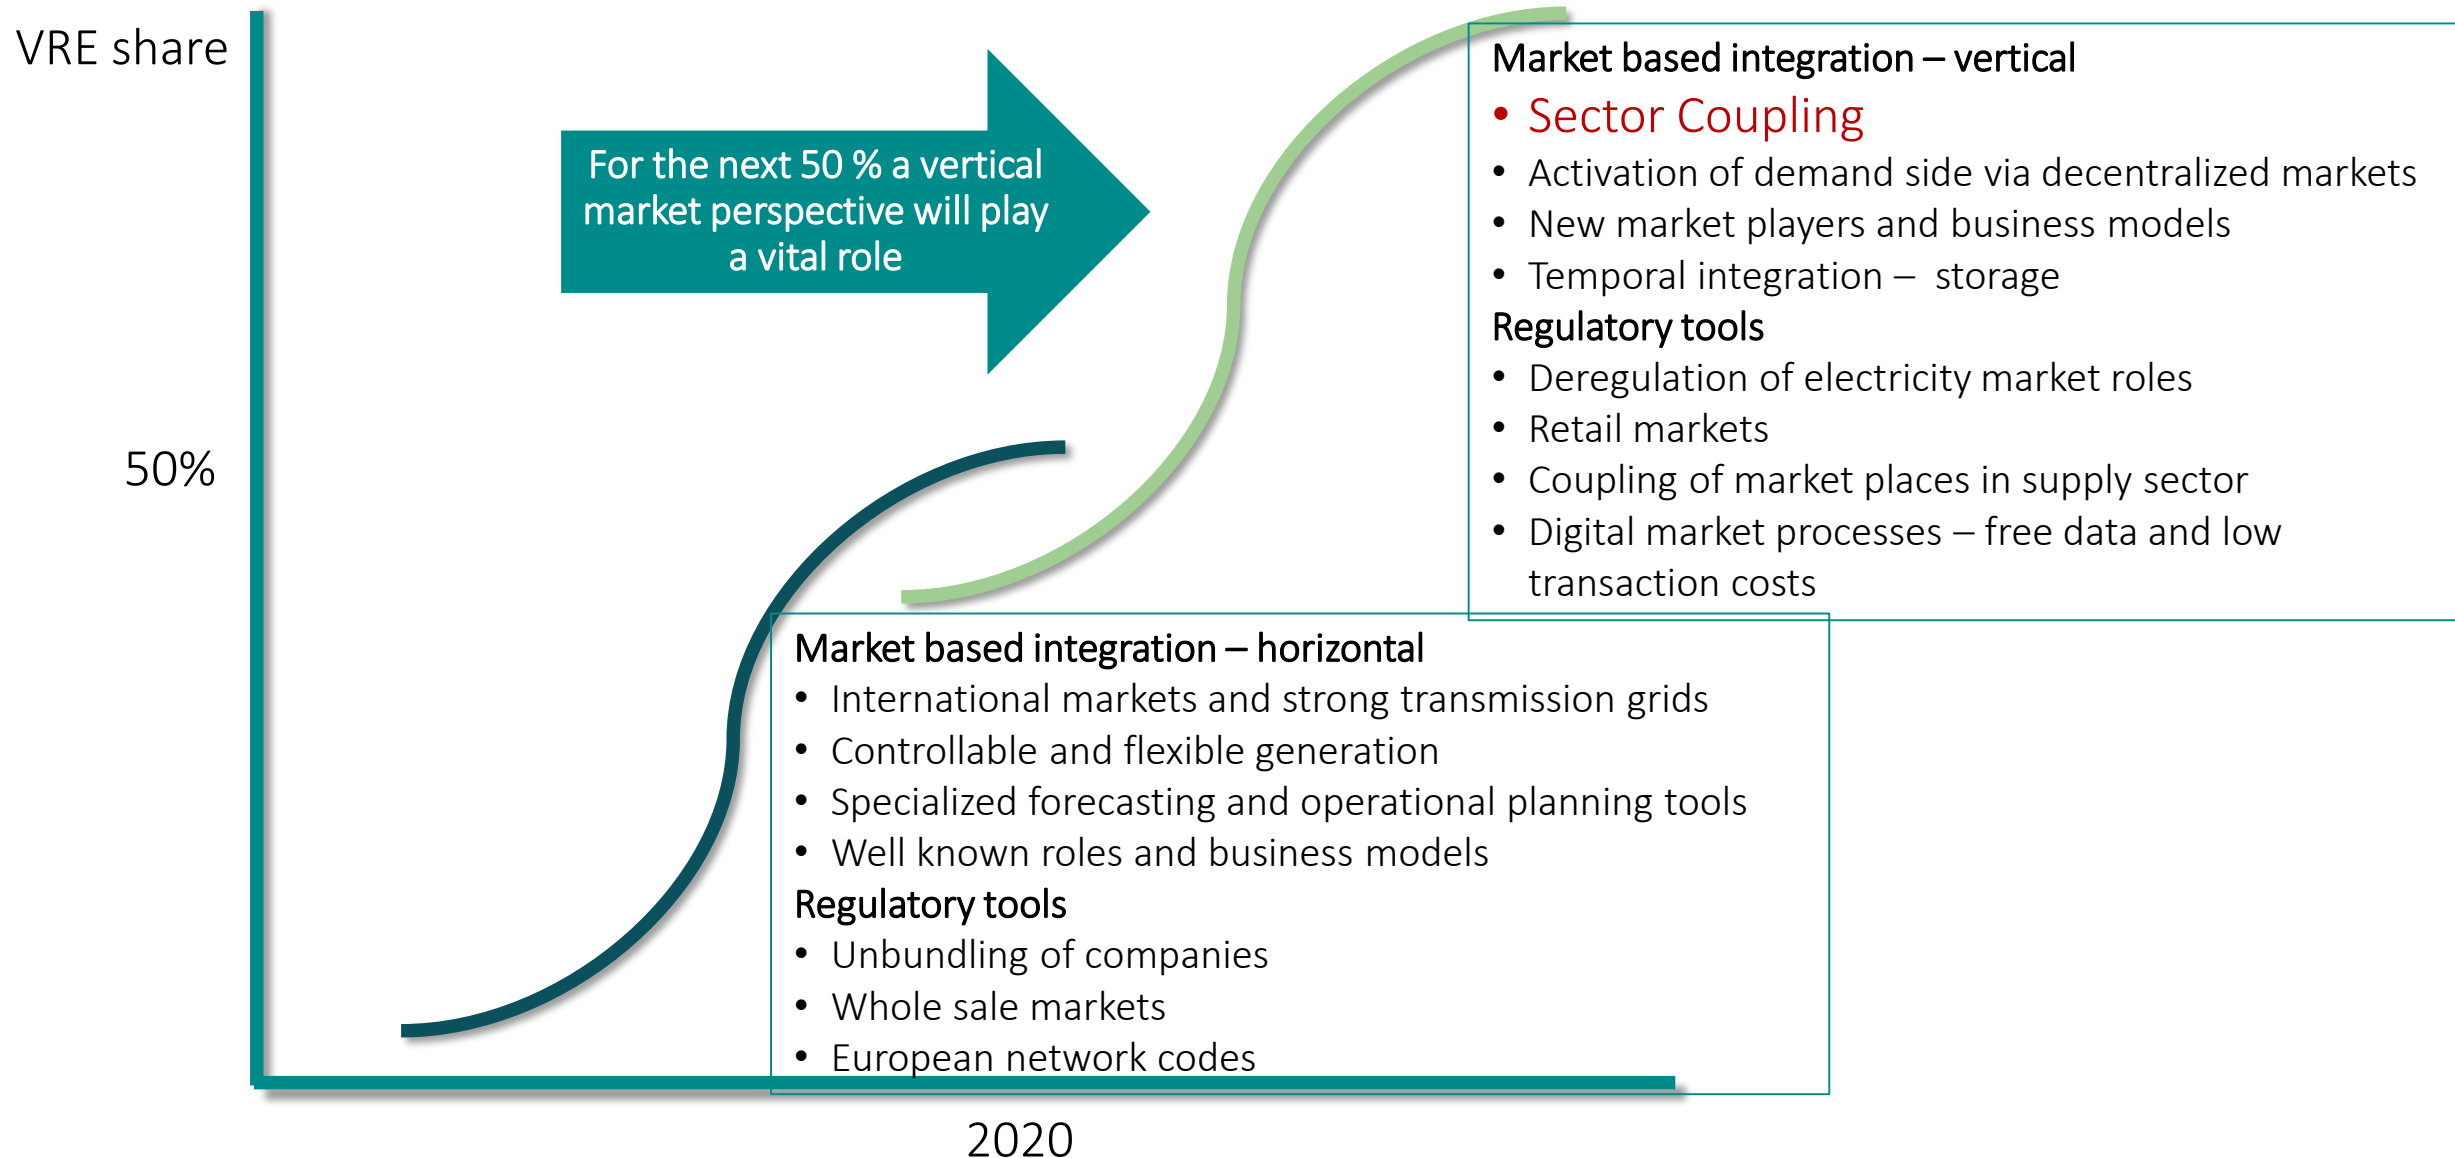 VRE share
For the next 50 % a vertical
market perspective will play
a vital role
Market based integration – vertical
• Sector Coupling
• Activation of demand side via decentralized markets
• New market players and business models
• Temporal integration –  storage
Regulatory tools
• Deregulation of electricity market roles
• Retail markets
• Coupling of market places in supply sector
• Digital market processes – free data and low
transaction costs
50%
Market based integration – horizontal
• International markets and strong transmission grids
• Controllable and flexible generation
• Specialized forecasting and operational planning tools
• Well known roles and business models
Regulatory tools
• Unbundling of companies
• Whole sale markets
• European network codes
2020